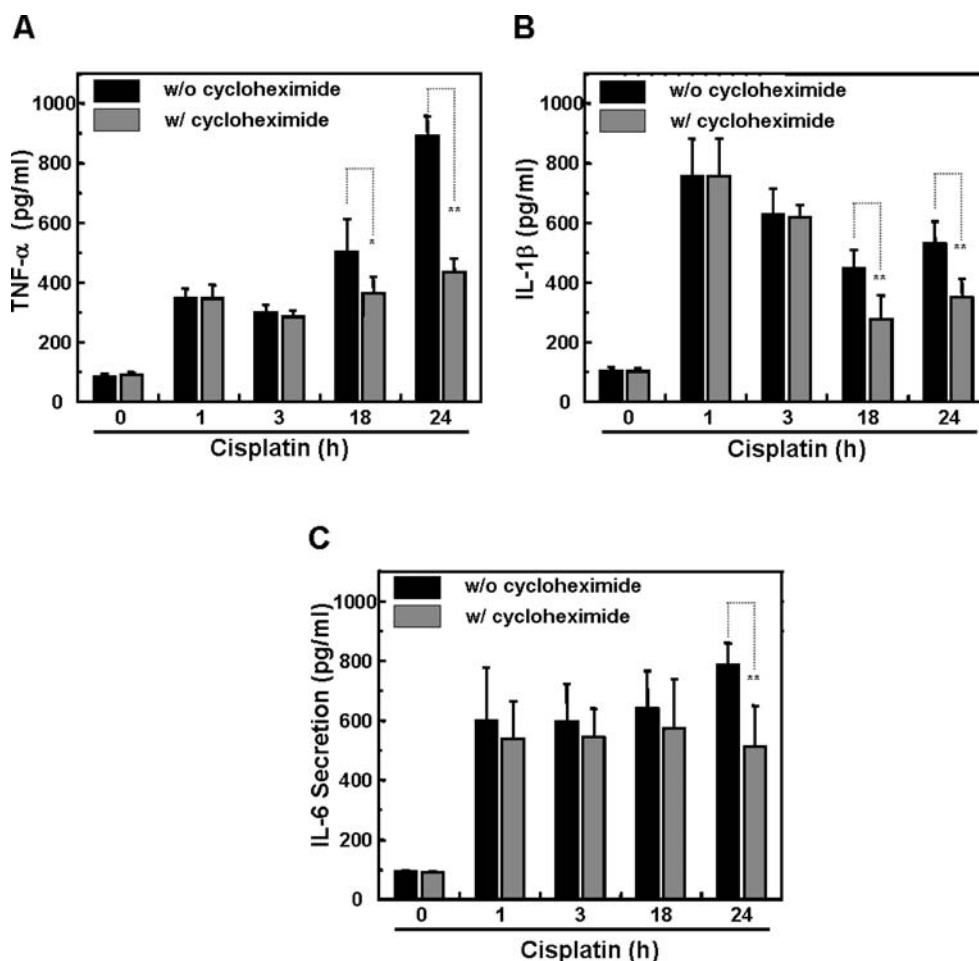 A
w/o cycloheximide
w/ cycloheximide
TNF-α (pg/ml)
1000
800
600
400
200
0
*
**
0 1 3 18 24
Cisplatin (h)
B
w/o cycloheximide
w/ cycloheximide
IL-1β (pg/ml)
1000
800
600
400
200
0
**
**
0 1 3 18 24
Cisplatin (h)
C
w/o cycloheximide
w/ cycloheximide
IL-6 Secretion (pg/ml)
1000
800
600
400
200
0
**
0 1 3 18 24
Cisplatin (h)